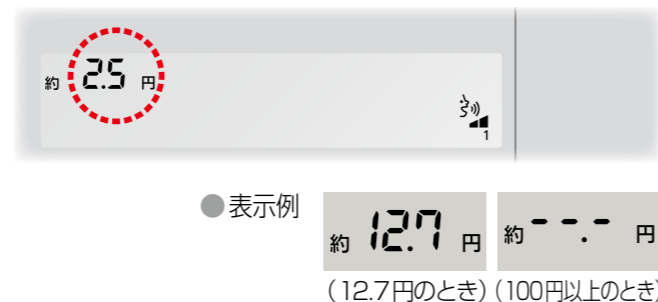 約 2.5 円
1
●表示例
約 12.7 円 約 --.- 円
(12.7円のとき) (100円以上のとき)